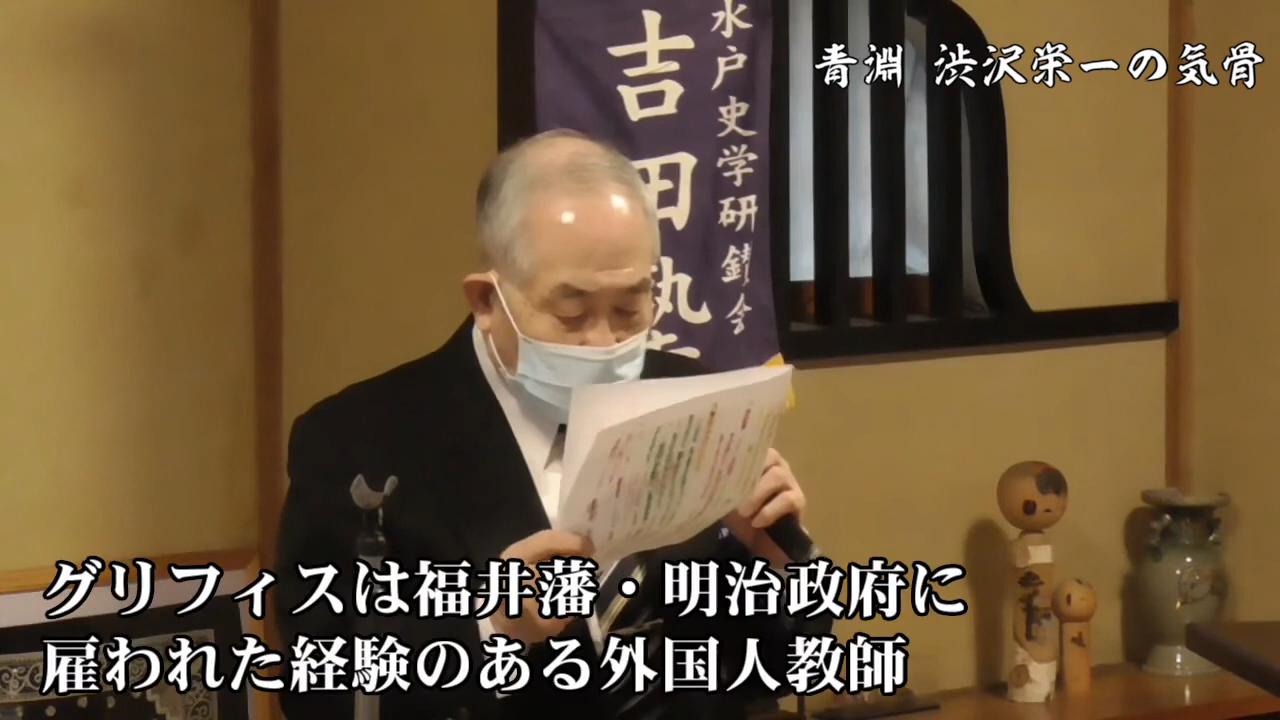 青淵 渋沢栄一の気骨
水戸史学研鑚会
吉田塾
グリフィスは福井藩・明治政府に
雇われた経験のある外国人教師